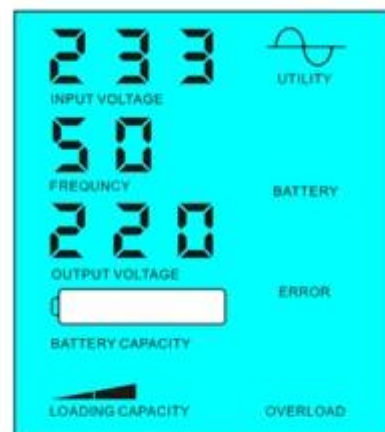 233
UTILITY
INPUT VOLTAGE
50
FREQUNCY
BATTERY
220
OUTPUT VOLTAGE
ERROR
BATTERY CAPACITY
LOADING CAPACITY
OVERLOAD